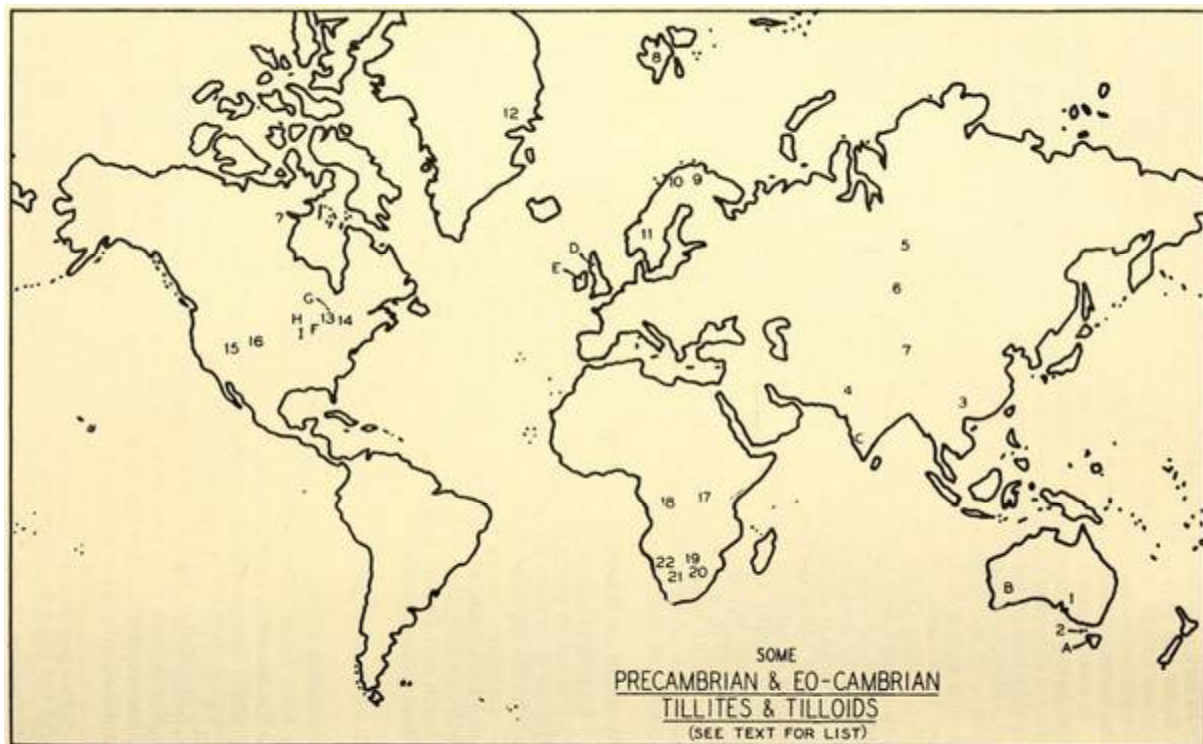 8
12
10 9
?
11
D
5
E
6
G
H 13 14
I F
15 16
7
4
3
C
18 17
22 19
21 20
B
1
2
A
SOME
PRECAMBRIAN & EO-CAMBRIAN
TILLITES & TILLOIDS
(SEE TEXT FOR LIST)